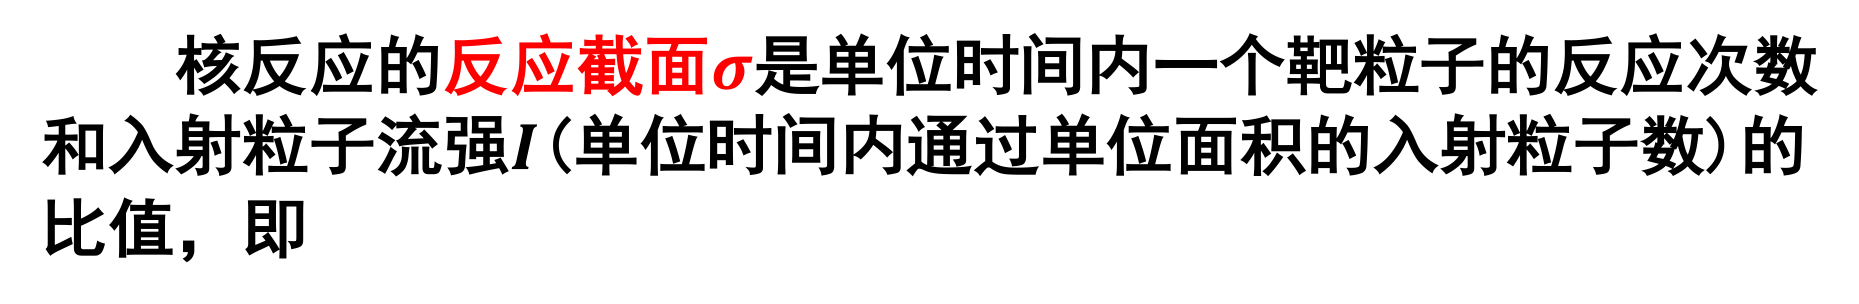 核反应的反应截面σ是单位时间内一个靶粒子的反应次数
和入射粒子流强I(单位时间内通过单位面积的入射粒子数)的
比值，即